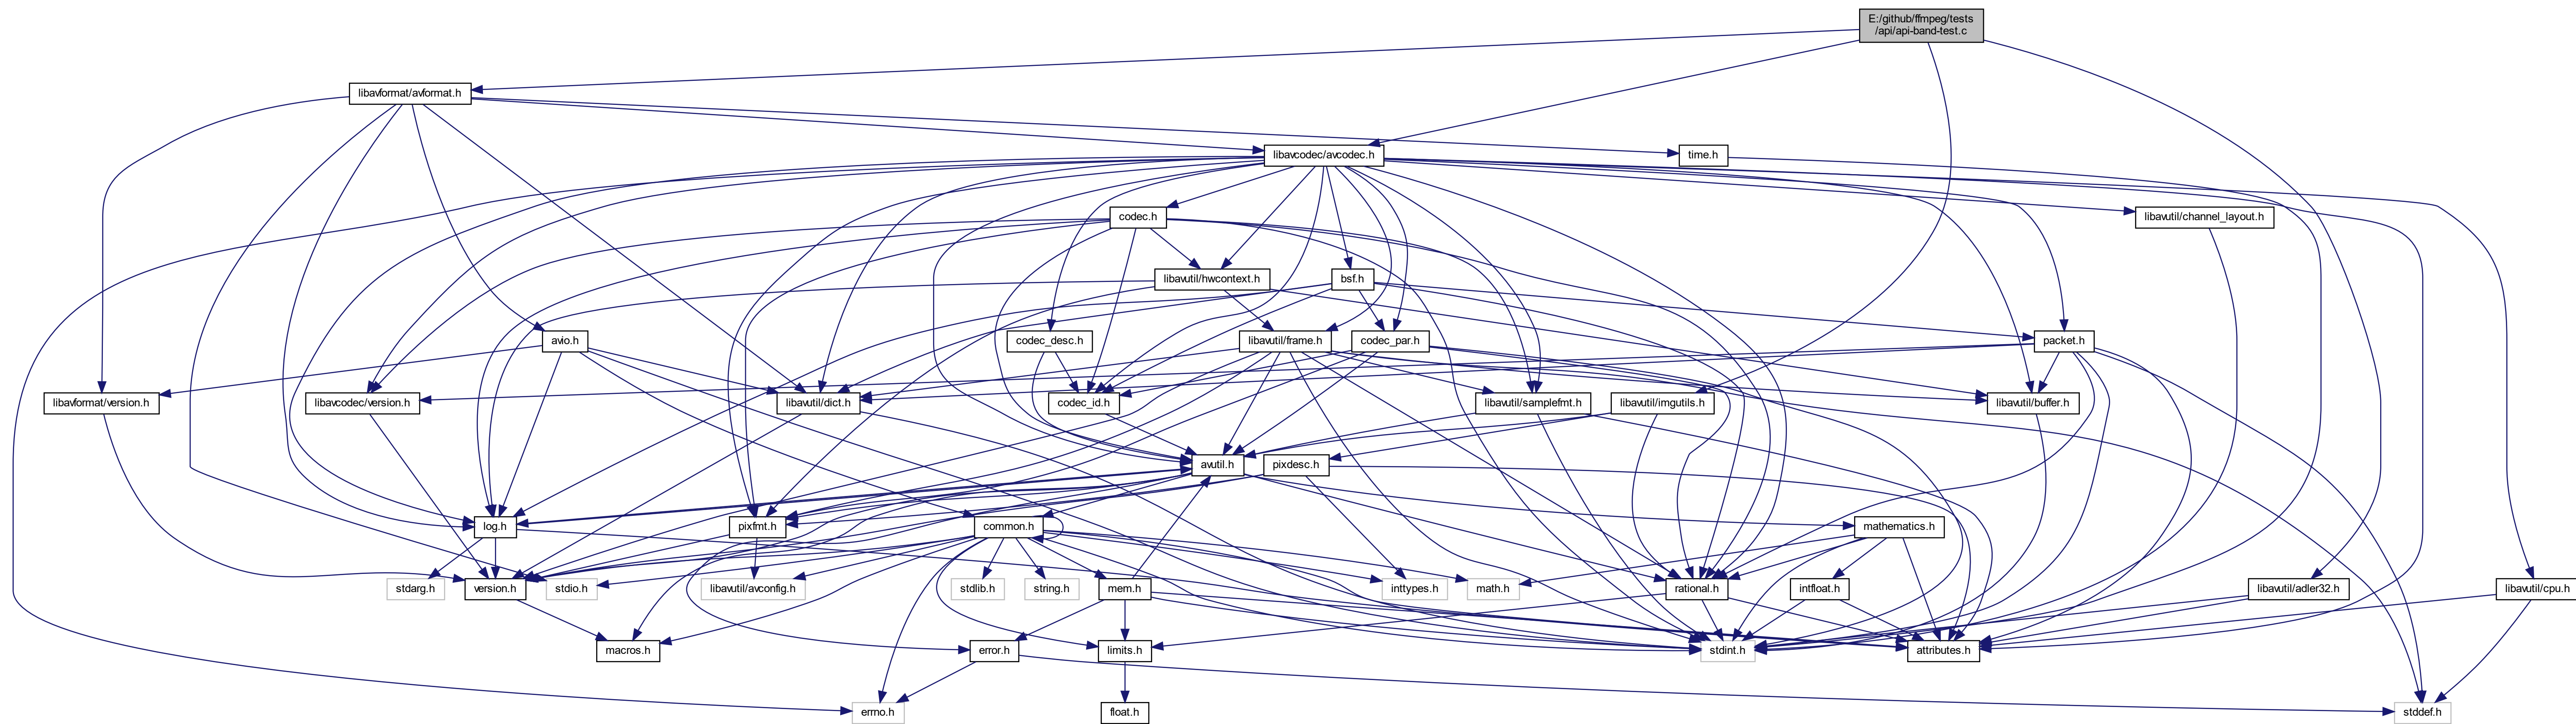 E:/github/ffmpeg/tests
/api/api-band-test.c
libavformat/avformat.h
libavcodec/avcodec.h
time.h
codec.h
libavutil/channel_layout.h
libavutil/hwcontext.h
bsf.h
avio.h
codec_desc.h
libavutil/frame.h
codec_par.h
packet.h
libavformat/version.h
libavcodec/version.h
libavutil/dict.h
codec_id.h
libavutil/samplefmt.h
libavutil/imgutils.h
libavutil/buffer.h
avutil.h
pixdesc.h
log.h
pixfmt.h
common.h
mathematics.h
stdarg.h
version.h
stdio.h
libavutil/avconfig.h
stdlib.h
string.h
mem.h
inttypes.h
math.h
rational.h
intfloat.h
libavutil/adler32.h
libavutil/cpu.h
macros.h
error.h
limits.h
stdint.h
attributes.h
errno.h
float.h
stddef.h